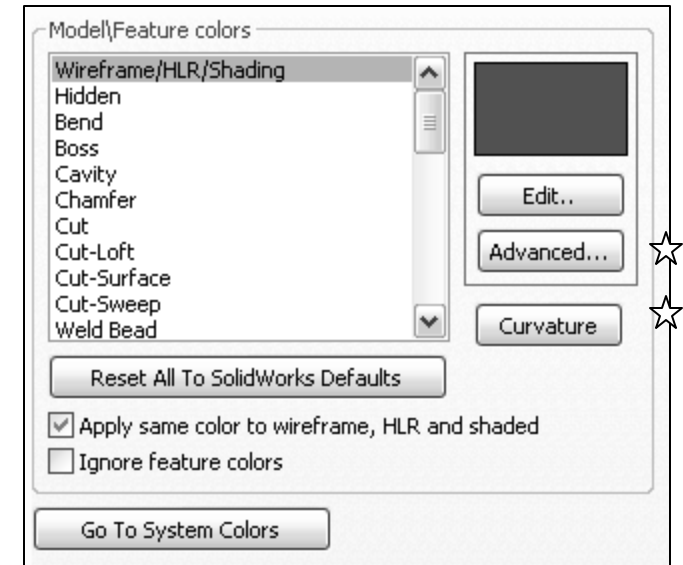 Model\Feature colors
Wireframe/HLR/Shading
Hidden
Bend
Boss
Cavity
Chamfer
Cut
Cut-Loft
Cut-Surface
Cut-Sweep
Weld Bead
Edit..
Advanced...
Curvature
Reset All To SolidWorks Defaults
Apply same color to wireframe, HLR and shaded
Ignore feature colors
Go To System Colors